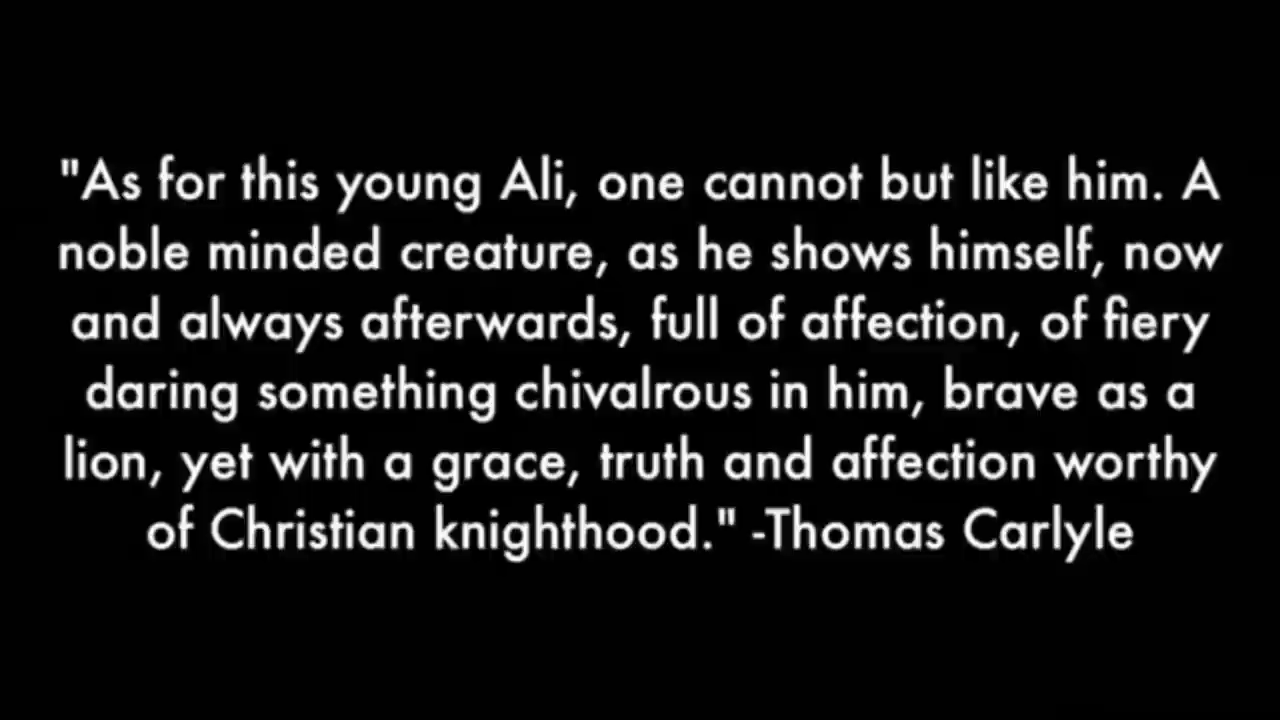 "As for this young Ali, one cannot but like him. A
noble minded creature, as he shows himself, now
and always afterwards, full of affection, of fiery
daring something chivalrous in him, brave as a
lion, yet with a grace, truth and affection worthy
of Christian knighthood." -Thomas Carlyle